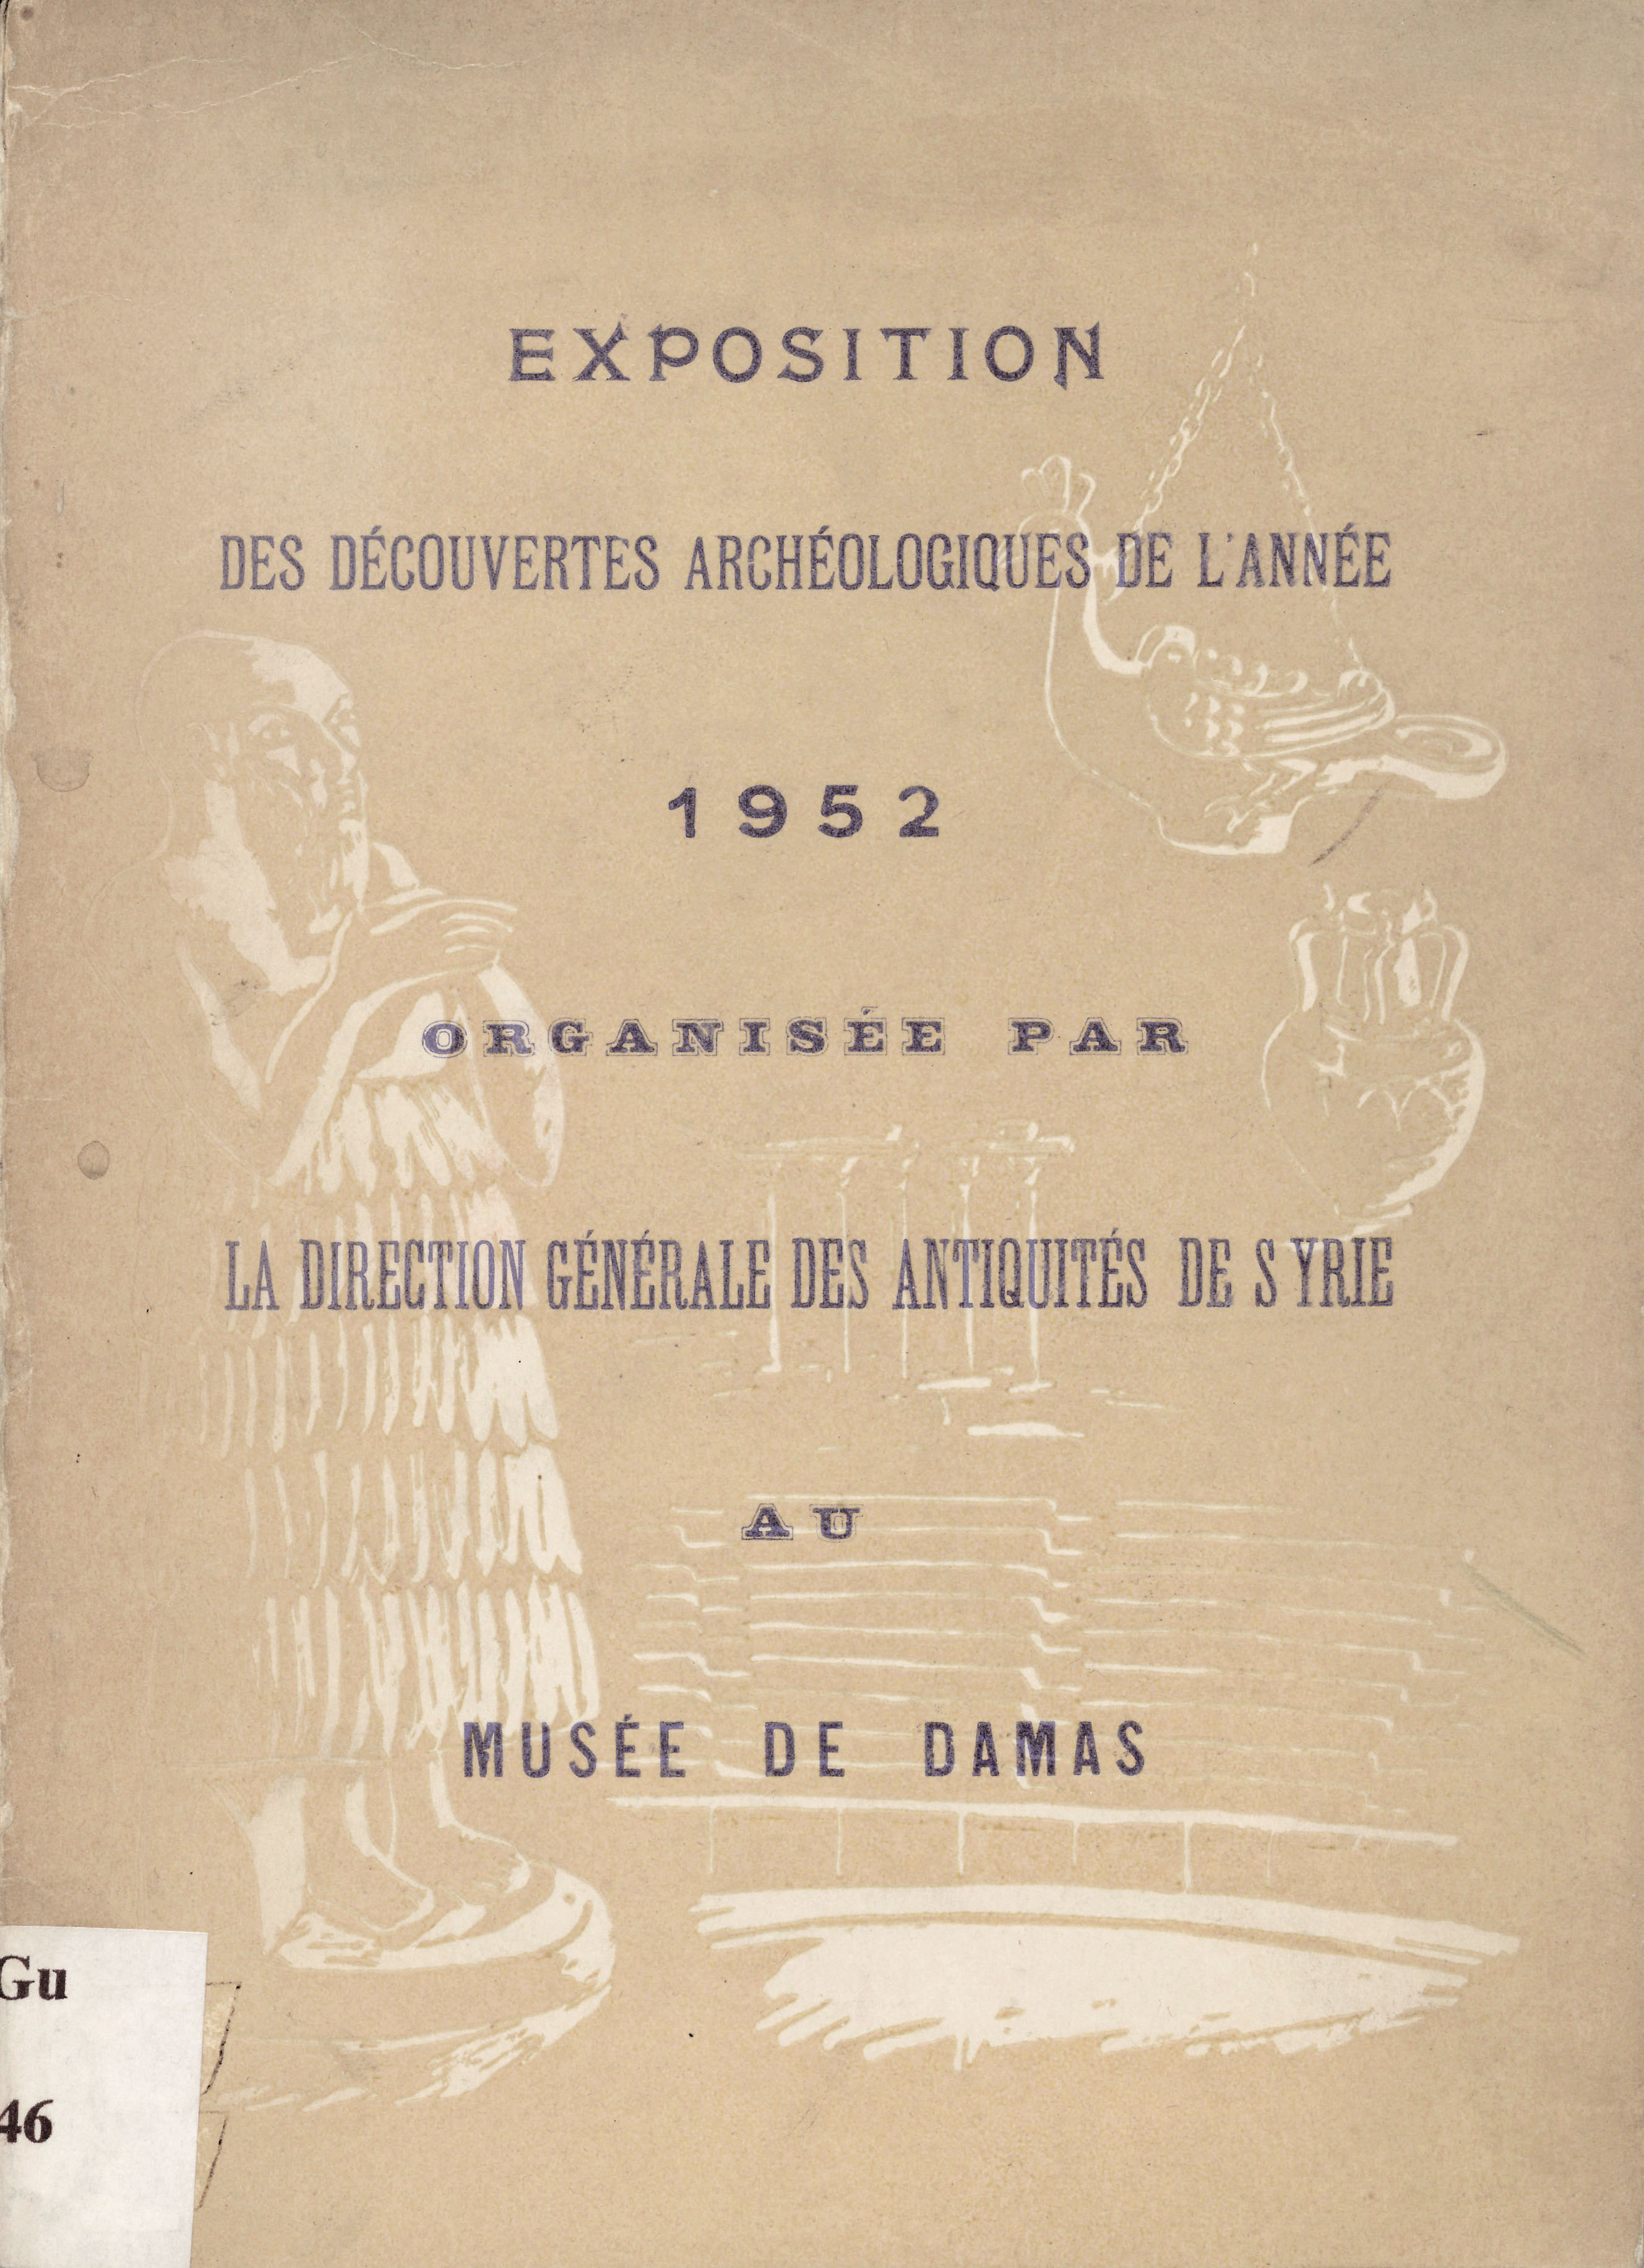 EXPOSITION
DES DÉCOUVERTES ARCHÉOLOGIQUES DE L'ANNÉE
1952
ORGANISÉE PAR
LA DIRECTION GÉNÉRALE DES ANTIQUITÉS DE SYRIE
AU
MUSÉE DE DAMAS
Gu
46